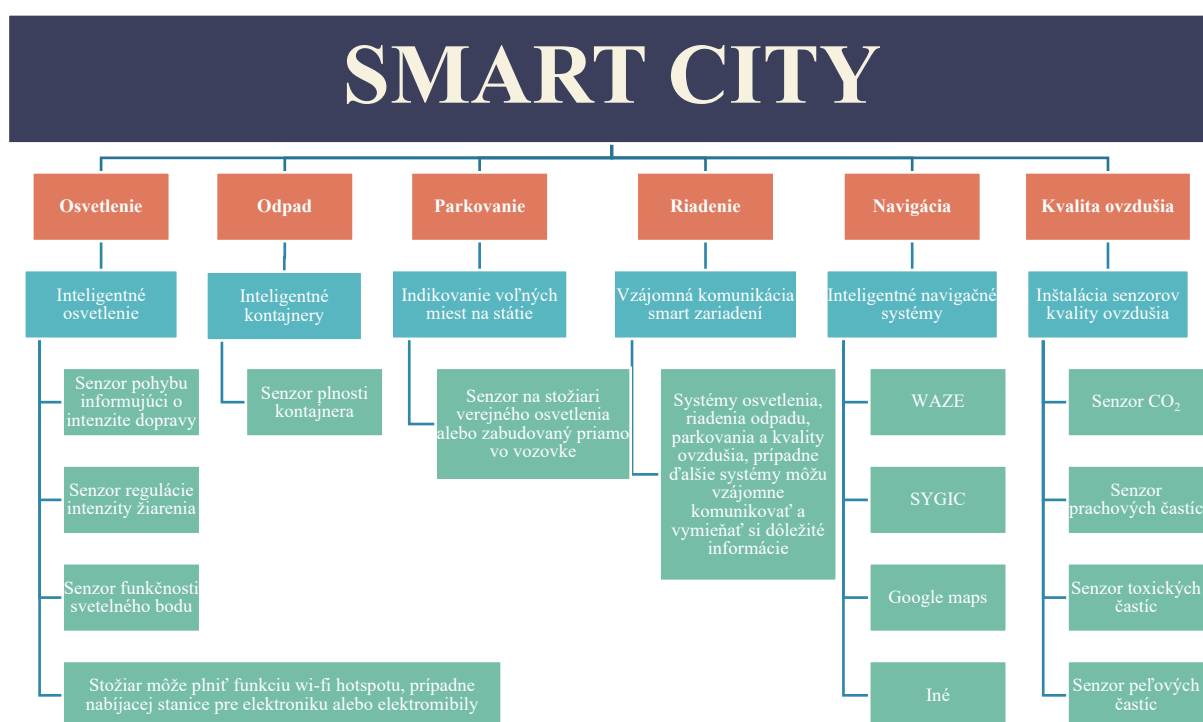 SMART CITY
Osvetlenie
Odpad
Parkovanie
Riadenie
Navigácia
Kvalita ovzdušia
Inteligentné
osvetlenie
Inteligentné
kontajnery
Indikovanie voľných
miest na státie
Vzájomná komunikácia
smart zariadení
Inteligentné navigačné
systémy
Inštalácia senzorov
kvality ovzdušia
Senzor pohybu
informujúci o
intenzite dopravy
Senzor regulácie
intenzity žiarenia
Senzor funkčnosti
svetelného bodu
Stožiar môže plniť funkciu wi-fi hotspotu, prípadne
nabíjacej stanice pre elektroniku alebo elektromibily
Senzor plnosti
kontajnera
Senzor na stožiari
verejného osvetlenia
alebo zabudovaný priamo
vo vozovke
Systémy osvetlenia,
riadenia odpadu,
parkovania a kvality
ovzdušia, prípadne
ďalšie systémy môžu
vzájomne
komunikovať a
vymieňať si dôležité
informácie
WAZE
SYGIC
Google maps
Iné
Senzor CO₂
Senzor
prachových častíc
Senzor toxických
častíc
Senzor peľových
častíc